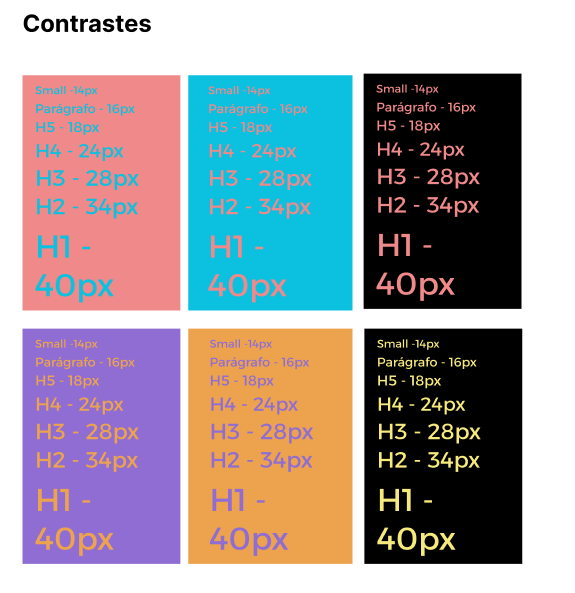 Contrastes
Small -14px
Parágrafo - 16px
H5 - 18px
H4 - 24px
H3 - 28px
H2 - 34px
H1 -
40px
Small -14px
Parágrafo - 16px
H5 - 18px
H4 - 24px
H3 - 28px
H2 - 34px
H1 -
40px
Small -14px
Parágrafo - 16px
H5 - 18px
H4 - 24px
H3 - 28px
H2 - 34px
H1 -
40px
Small -14px
Parágrafo - 16px
H5 - 18px
H4 - 24px
H3 - 28px
H2 - 34px
H1 -
40px
Small -14px
Parágrafo - 16px
H5 - 18px
H4 - 24px
H3 - 28px
H2 - 34px
H1 -
40px
Small -14px
Parágrafo - 16px
H5 - 18px
H4 - 24px
H3 - 28px
H2 - 34px
H1 -
40px